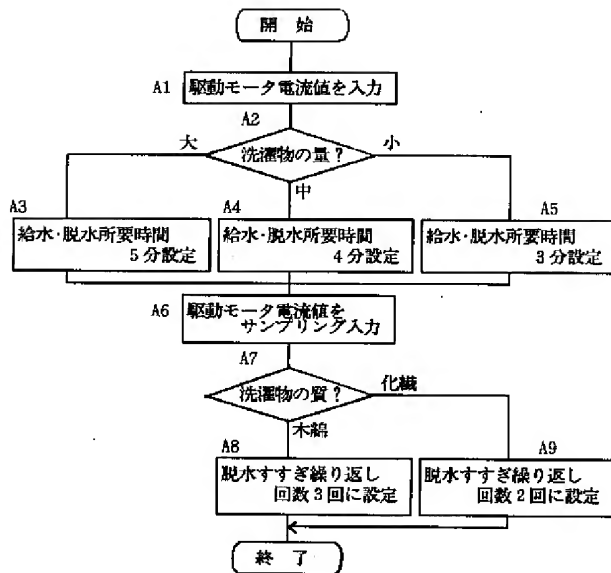 開 始
A1
駆動モータ電流値を入力
A2
大
洗濯物の量？
小
中
A3
A4
A5
給水・脱水所要時間
5分設定
給水・脱水所要時間
4分設定
給水・脱水所要時間
3分設定
A6
駆動モータ電流値を
サンプリング入力
A7
洗濯物の質？
化繊
木綿
A8
A9
脱水すすぎ繰り返し
回数3回に設定
脱水すすぎ繰り返し
回数2回に設定
終 了